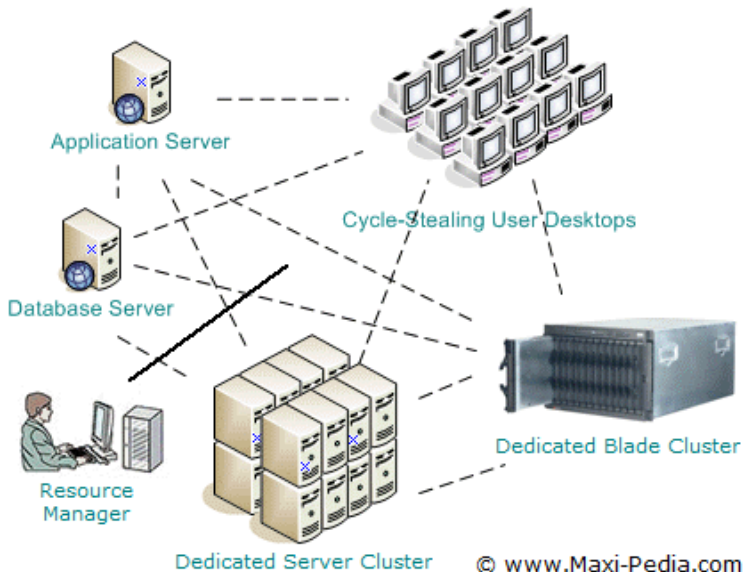 Application Server
Cycle-Stealing User Desktops
Database Server
Dedicated Blade Cluster
Resource
Manager
Dedicated Server Cluster
© www.Maxi-Pedia.com